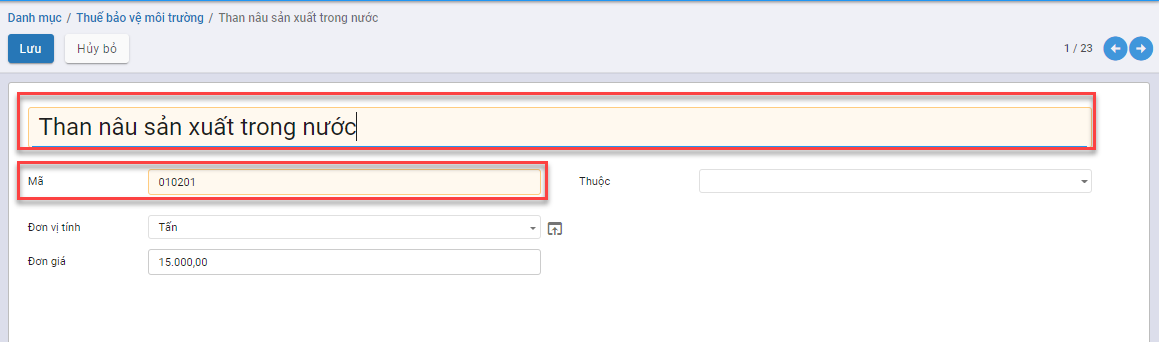 Danh mục / Thuế bảo vệ môi trường / Than nâu sản xuất trong nước
Lưu Hủy bỏ 1 / 23
Than nâu sản xuất trong nước
Mã 010201 Thuộc
Đơn vị tính Tấn
Đơn giá 15.000,00